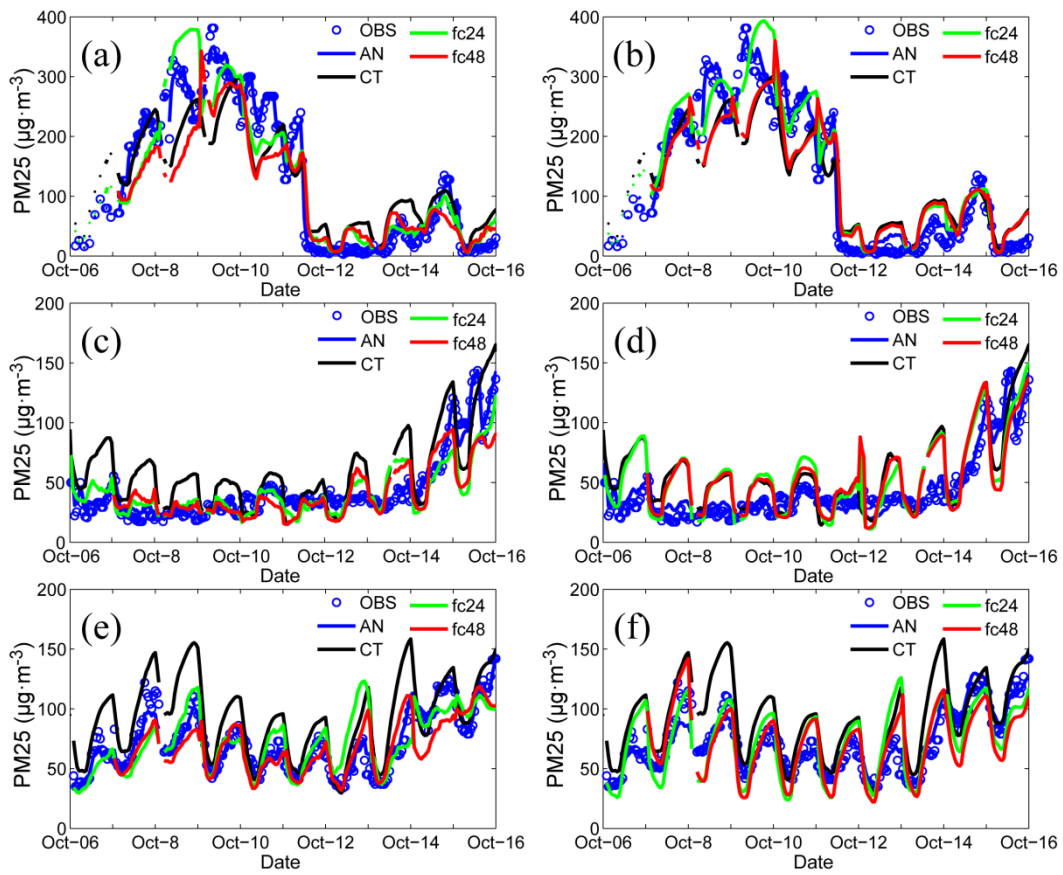 400
300
200
100
0
PM25 (μg·m-3)
(a)
OBS
AN
CT
fc24
fc48
Oct-06
Oct-08
Oct-10
Oct-12
Oct-14
Oct-16
Date
400
300
200
100
0
PM25 (μg·m-3)
(b)
OBS
AN
CT
fc24
fc48
Oct-06
Oct-8
Oct-10
Oct-12
Oct-14
Oct-16
Date
200
150
100
50
0
PM25 (μg·m-3)
(c)
OBS
AN
CT
fc24
fc48
Oct-06
Oct-8
Oct-10
Oct-12
Oct-14
Oct-16
Date
200
150
100
50
0
PM25 (μg·m-3)
(d)
OBS
AN
CT
fc24
fc48
Oct-06
Oct-8
Oct-10
Oct-12
Oct-14
Oct-16
Date
200
150
100
50
0
PM25 (μg·m-3)
(e)
OBS
AN
CT
fc24
fc48
Oct-06
Oct-8
Oct-10
Oct-12
Oct-14
Oct-16
Date
200
150
100
50
0
PM25 (μg·m-3)
(f)
OBS
AN
CT
fc24
fc48
Oct-06
Oct-8
Oct-10
Oct-12
Oct-14
Oct-16
Date